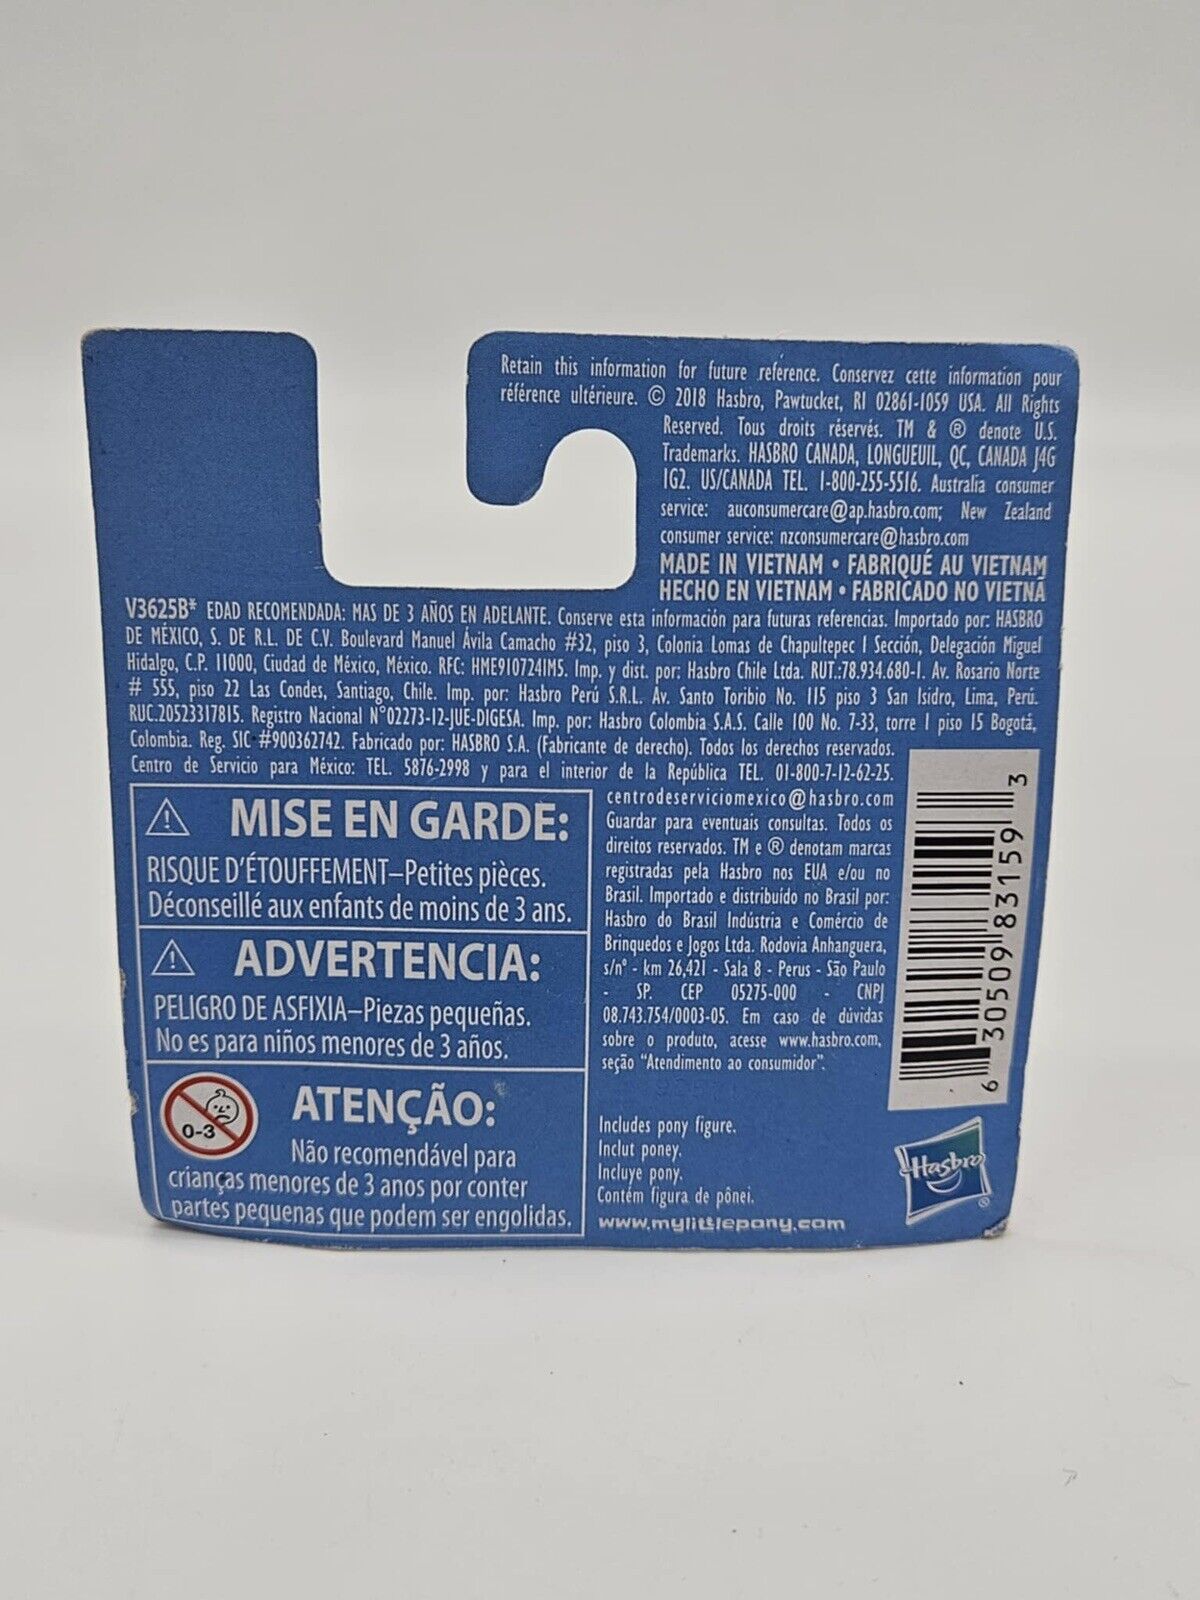 Retain this information for future reference. Conservez cette information pour
référence ultérieure. © 2018 Hasbro, Pawtucket, RI 02861-1059 USA. All Rights
Reserved. Tous droits réservés. TM & ® denote U.S.
Trademarks. HASBRO CANADA, LONGUEUIL, QC, CANADA J4G
1G2. US/CANADA TEL. 1-800-255-5516. Australia consumer
service: auconsumercare@ap.hasbro.com; New Zealand
consumer service: nzconsumercare@hasbro.com
MADE IN VIETNAM • FABRIQUÉ AU VIETNAM
HECHO EN VIETNAM • FABRICADO NO VIETNÃ
V3625B* EDAD RECOMENDADA: MAS DE 3 AÑOS EN ADELANTE. Conserve esta información para futuras referencias. Importado por: HASBRO
DE MÉXICO, S. DE R.L. DE C.V. Boulevard Manuel Ávila Camacho #32, piso 3, Colonia Lomas de Chapultepec I Sección, Delegación Miguel
Hidalgo, C.P. 11000, Ciudad de México, México. RFC: HME910724IM5. Imp. y dist. por: Hasbro Chile Ltda. RUT.:78.934.680-1. Av. Rosario Norte
# 555, piso 22 Las Condes, Santiago, Chile. Imp. por: Hasbro Perú S.R.L. Av. Santo Toribio No. 115 piso 3 San Isidro, Lima, Perú.
RUC.20523317815. Registro Nacional N°02273-12-JUE-DIGESA. Imp. por: Hasbro Colombia S.A.S. Calle 100 No. 7-33, torre 1 piso 15 Bogotá,
Colombia. Reg. SIC #900362742. Fabricado por: HASBRO S.A. (Fabricante de derecho). Todos los derechos reservados.
Centro de Servicio para México: TEL. 5876-2998 y para el interior de la República TEL. 01-800-7-12-62-25.
centrodeserviciomexico@hasbro.com
Guardar para eventuais consultas. Todos os
direitos reservados. TM e ® denotam marcas
registradas pela Hasbro nos EUA e/ou no
Brasil. Importado e distribuído no Brasil por:
Hasbro do Brasil Indústria e Comércio de
Brinquedos e Jogos Ltda. Rodovia Anhanguera,
s/nº - km 26,421 - Sala 8 - Perus - São Paulo
- SP. CEP 05275-000 - CNPJ
08.743.754/0003-05. Em caso de dúvidas
sobre o produto, acesse www.hasbro.com,
seção "Atendimento ao consumidor".
MISE EN GARDE:
RISQUE D'ÉTOUFFEMENT–Petites pièces.
Déconseillé aux enfants de moins de 3 ans.
ADVERTENCIA:
PELIGRO DE ASFIXIA–Piezas pequeñas.
No es para niños menores de 3 años.
0-3
ATENÇÃO:
Não recomendável para
crianças menores de 3 anos por conter
partes pequenas que podem ser engolidas.
Includes pony figure.
Inclut poney.
Incluye pony.
Contém figura de pônei.
www.mylittlepony.com
6 30509 83159 3
Hasbro®